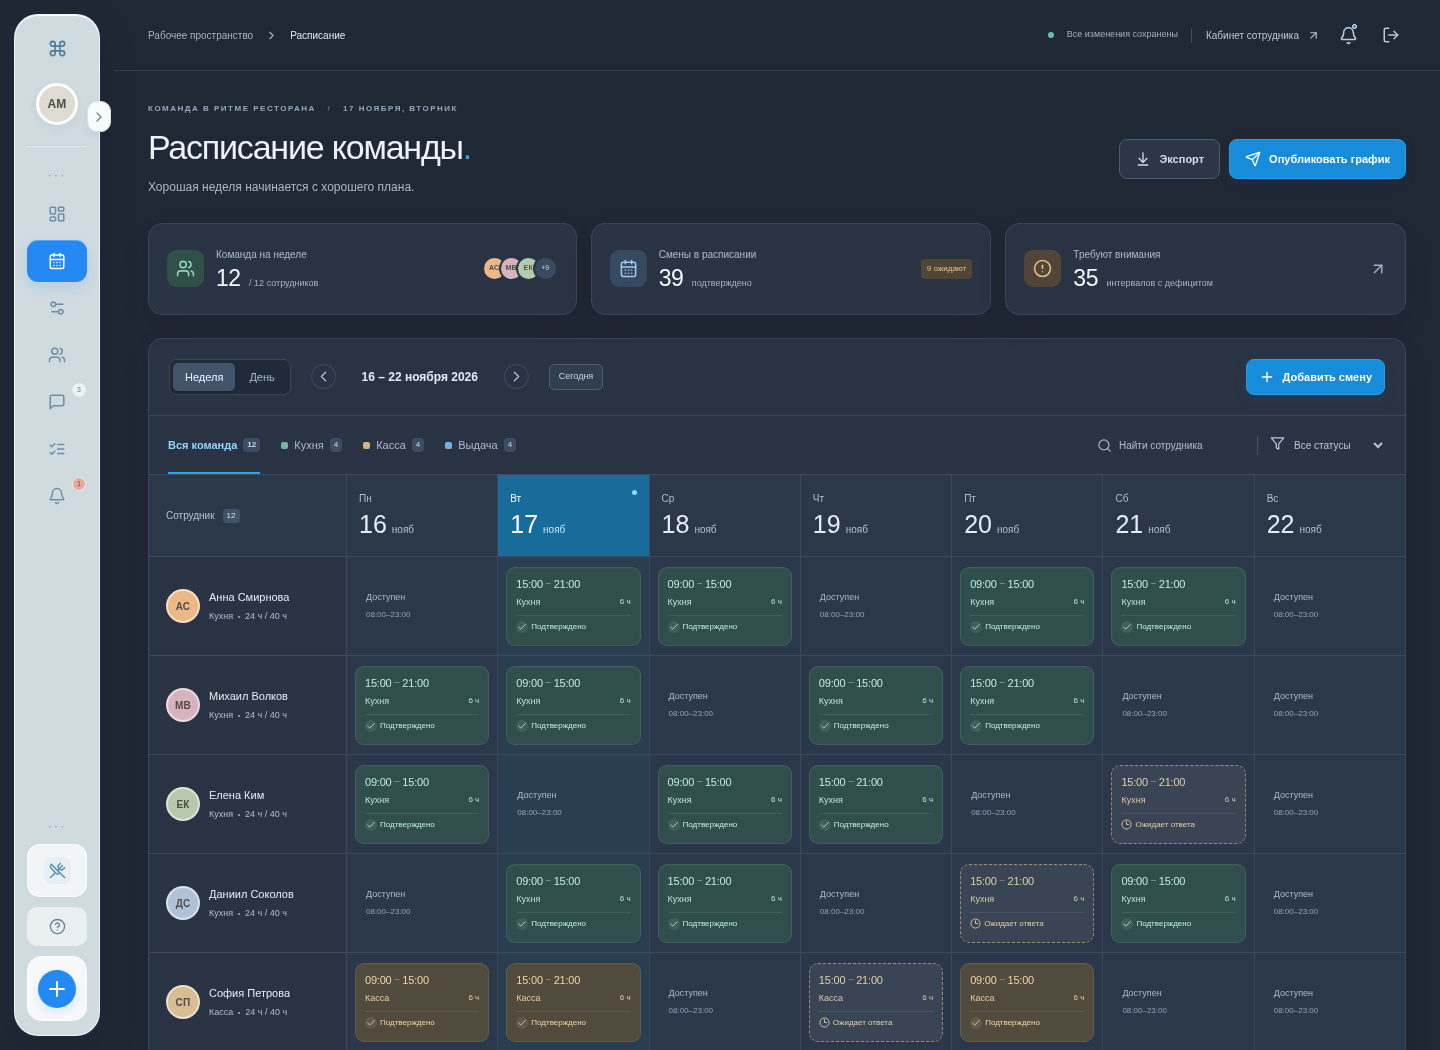 Рабочее пространство > Расписание
Все изменения сохранены
Кабинет сотрудника
AM
КОМАНДА В РИТМЕ РЕСТОРАНА / 17 НОЯБРЯ, ВТОРНИК
Расписание команды.
Хорошая неделя начинается с хорошего плана.
Экспорт
Опубликовать график
Команда на неделе
12 / 12 сотрудников
АС МВ ЕК +9
Смены в расписании
39 подтверждено
9 ожидают
Требуют внимания
35 интервалов с дефицитом
Неделя День
16 – 22 ноября 2026
Сегодня
Добавить смену
3
1
Вся команда 12 Кухня 4 Касса 4 Выдача 4
Найти сотрудника
Все статусы
Сотрудник 12
Пн
16 нояб
Вт
17 нояб
Ср
18 нояб
Чт
19 нояб
Пт
20 нояб
Сб
21 нояб
Вс
22 нояб
АС
Анна Смирнова
Кухня • 24 ч / 40 ч
Доступен
08:00–23:00
15:00 – 21:00
Кухня 6 ч
Подтверждено
09:00 – 15:00
Кухня 6 ч
Подтверждено
Доступен
08:00–23:00
09:00 – 15:00
Кухня 6 ч
Подтверждено
15:00 – 21:00
Кухня 6 ч
Подтверждено
Доступен
08:00–23:00
МВ
Михаил Волков
Кухня • 24 ч / 40 ч
15:00 – 21:00
Кухня 6 ч
Подтверждено
09:00 – 15:00
Кухня 6 ч
Подтверждено
Доступен
08:00–23:00
09:00 – 15:00
Кухня 6 ч
Подтверждено
15:00 – 21:00
Кухня 6 ч
Подтверждено
Доступен
08:00–23:00
Доступен
08:00–23:00
ЕК
Елена Ким
Кухня • 24 ч / 40 ч
09:00 – 15:00
Кухня 6 ч
Подтверждено
Доступен
08:00–23:00
09:00 – 15:00
Кухня 6 ч
Подтверждено
15:00 – 21:00
Кухня 6 ч
Подтверждено
Доступен
08:00–23:00
15:00 – 21:00
Кухня 6 ч
Ожидает ответа
Доступен
08:00–23:00
ДС
Даниил Соколов
Кухня • 24 ч / 40 ч
Доступен
08:00–23:00
09:00 – 15:00
Кухня 6 ч
Подтверждено
15:00 – 21:00
Кухня 6 ч
Подтверждено
Доступен
08:00–23:00
15:00 – 21:00
Кухня 6 ч
Ожидает ответа
09:00 – 15:00
Кухня 6 ч
Подтверждено
Доступен
08:00–23:00
СП
София Петрова
Касса • 24 ч / 40 ч
09:00 – 15:00
Касса 6 ч
Подтверждено
15:00 – 21:00
Касса 6 ч
Подтверждено
Доступен
08:00–23:00
15:00 – 21:00
Касса 6 ч
Ожидает ответа
09:00 – 15:00
Касса 6 ч
Подтверждено
Доступен
08:00–23:00
Доступен
08:00–23:00